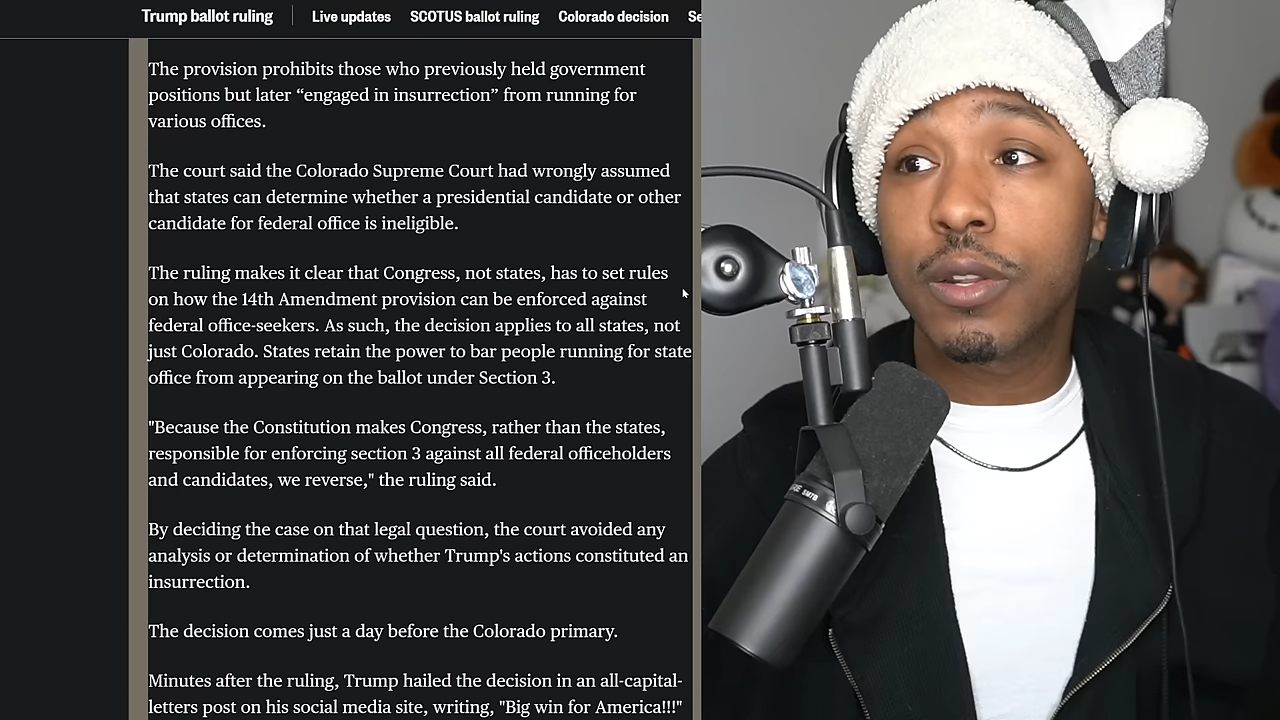 Trump ballot ruling Live updates SCOTUS ballot ruling Colorado decision Se
The provision prohibits those who previously held government
positions but later “engaged in insurrection” from running for
various offices.
The court said the Colorado Supreme Court had wrongly assumed
that states can determine whether a presidential candidate or other
candidate for federal office is ineligible.
The ruling makes it clear that Congress, not states, has to set rules
on how the 14th Amendment provision can be enforced against
federal office-seekers. As such, the decision applies to all states, not
just Colorado. States retain the power to bar people running for state
office from appearing on the ballot under Section 3.
"Because the Constitution makes Congress, rather than the states,
responsible for enforcing section 3 against all federal officeholders
and candidates, we reverse," the ruling said.
By deciding the case on that legal question, the court avoided any
analysis or determination of whether Trump's actions constituted an
insurrection.
The decision comes just a day before the Colorado primary.
Minutes after the ruling, Trump hailed the decision in an all-capital-
letters post on his social media site, writing, "Big win for America!!!"
SM7B